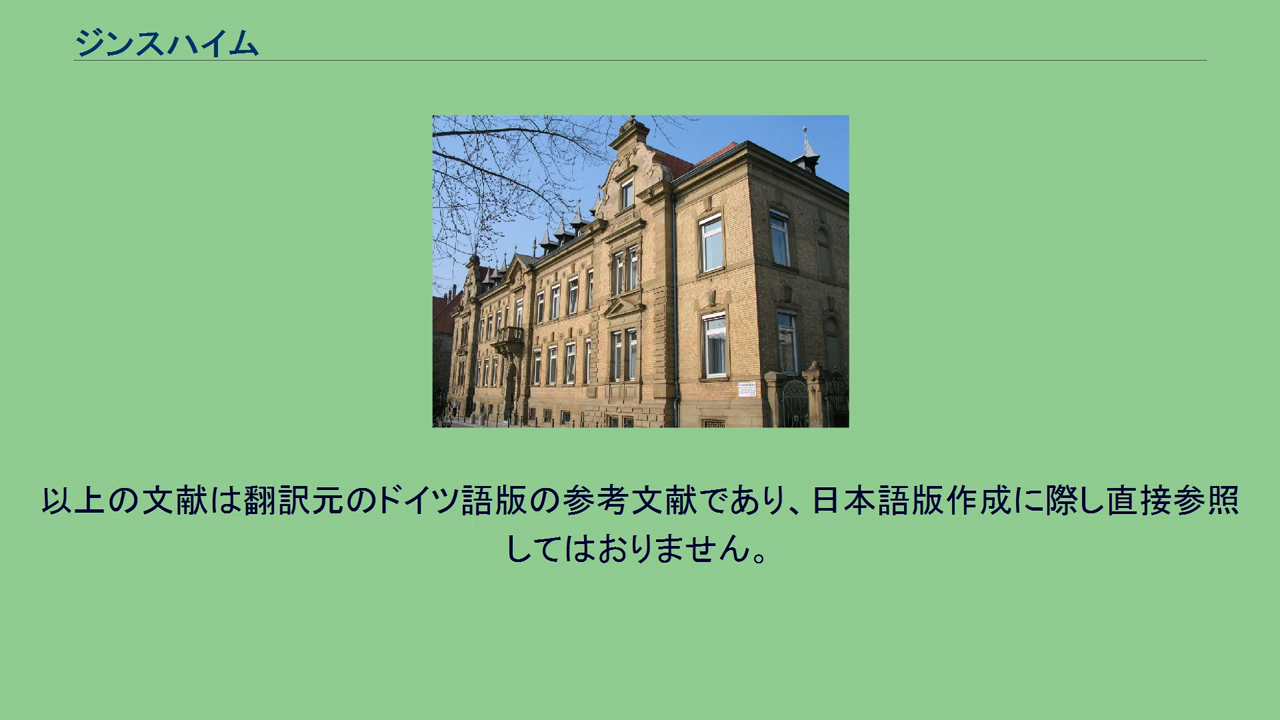 ジンスハイム
以上の文献は翻訳元のドイツ語版の参考文献であり、日本語版作成に際し直接参照
してはおりません。